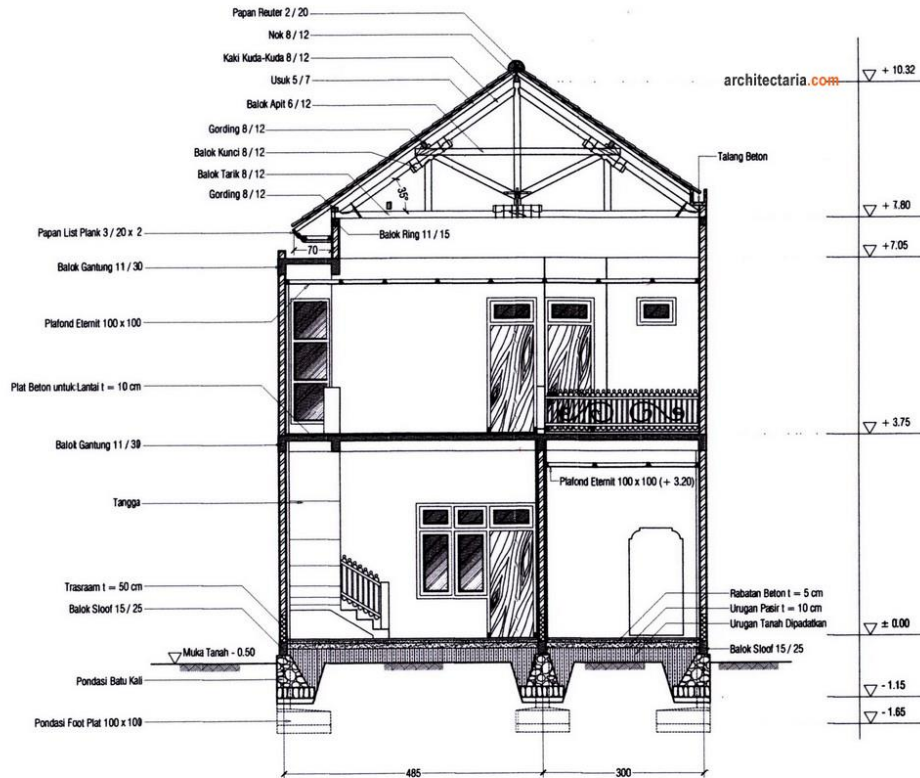 Papan Reuter 2 / 20
Nok 8 / 12
Kaki Kuda-Kuda 8 / 12
Usuk 5 / 7
Balok Apit 6 / 12
Gording 8 / 12
Balok Kunci 8 / 12
Balok Tarik 8 / 12
Gording 8 / 12
Papan List Plank 3 / 20 x 2
Balok Gantung 11 / 30
Plafond Eternit 100 x 100
Plat Beton untuk Lantai t = 10 cm
Balok Gantung 11 / 30
Tangga
Trasraam t = 50 cm
Balok Sloof 15 / 25
Muka Tanah - 0.50
Pondasi Batu Kali
Pondasi Foot Plat 100 x 100
35°
70
Balok Ring 11 / 15
Plafond Eternit 100 x 100 (+ 3.20)
architectaria.com
Talang Beton
Rabatan Beton t = 5 cm
Urugan Pasir t = 10 cm
Urugan Tanah Dipadatkan
Balok Sloof 15 / 25
+ 10.32
+ 7.80
+7.05
+ 3.75
± 0.00
- 1.15
- 1.65
485
300